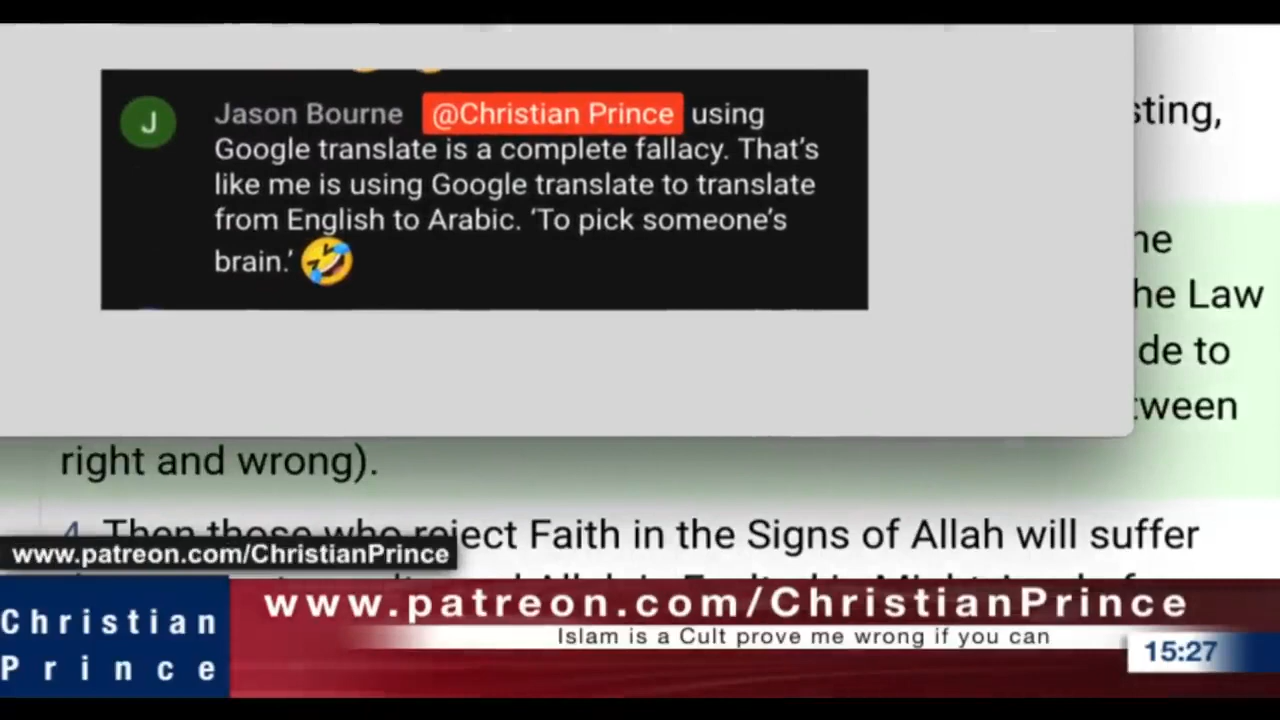 Jason Bourne @Christian Prince using
Google translate is a complete fallacy. That's
like me is using Google translate to translate
from English to Arabic. 'To pick someone's
brain.'
sting,
he Law
de to
tween
right and wrong).
4. Then those who reject Faith in the Signs of Allah will suffer
www.patreon.com/ChristianPrince
www.patreon.com/ChristianPrince
Islam is a Cult prove me wrong if you can
Christian
Prince
15:27
J